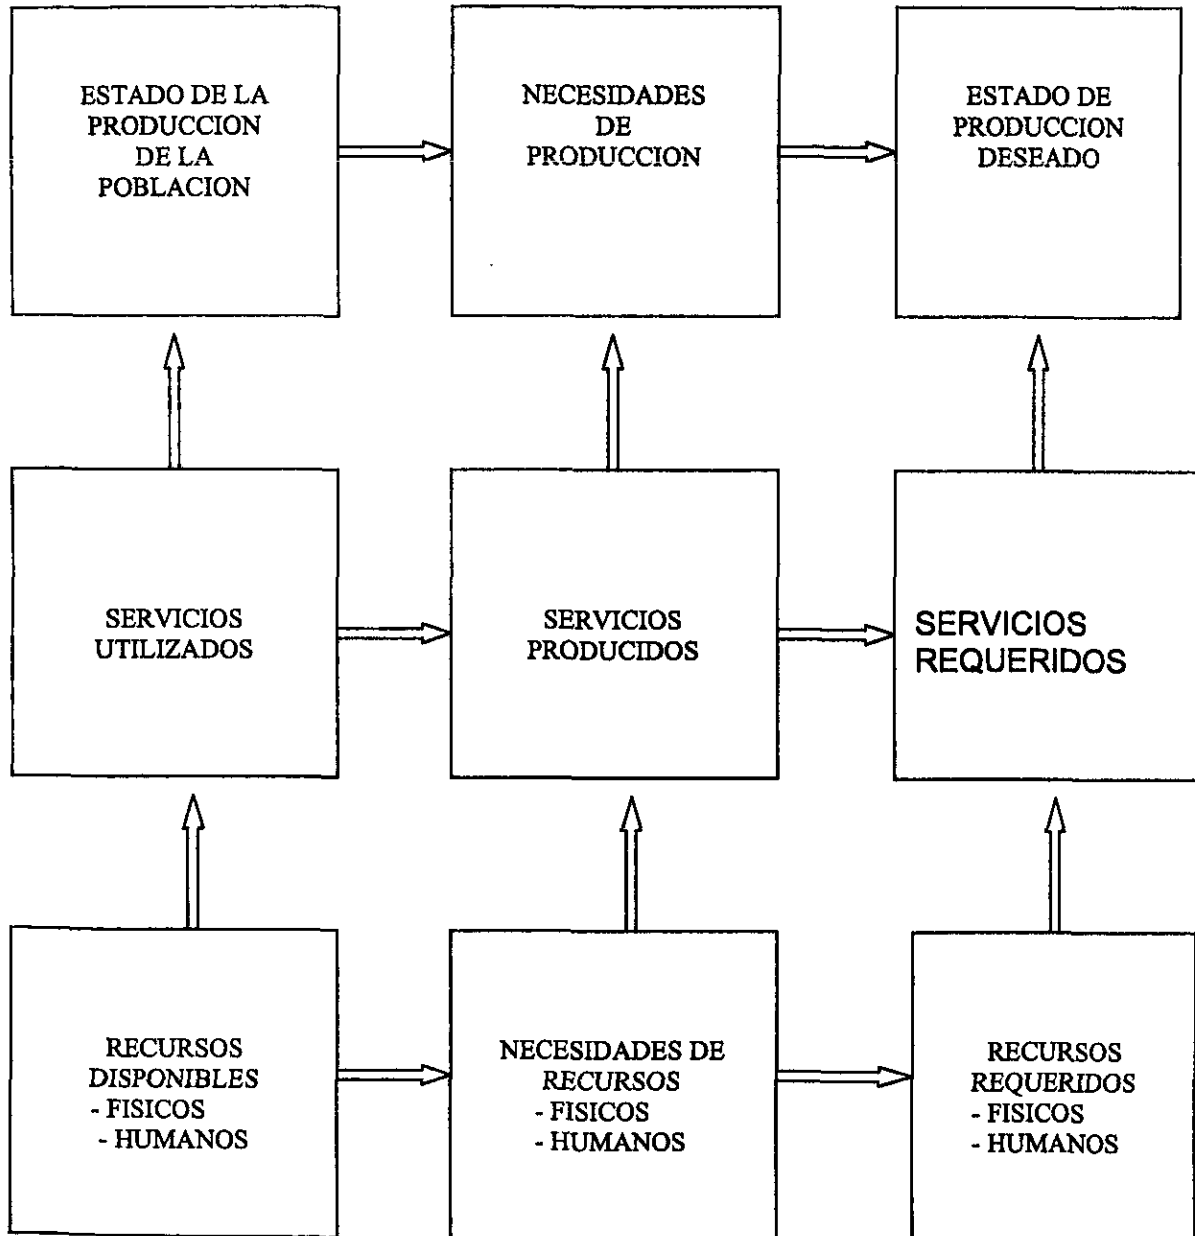 ESTADO DE LA
PRODUCCION
DE LA
POBLACION
NECESIDADES
DE
PRODUCCION
ESTADO DE
PRODUCCION
DESEADO
SERVICIOS
UTILIZADOS
SERVICIOS
PRODUCIDOS
SERVICIOS
REQUERIDOS
RECURSOS
DISPONIBLES
- FISICOS
- HUMANOS
NECESIDADES DE
RECURSOS
- FISICOS
- HUMANOS
RECURSOS
REQUERIDOS
- FISICOS
- HUMANOS